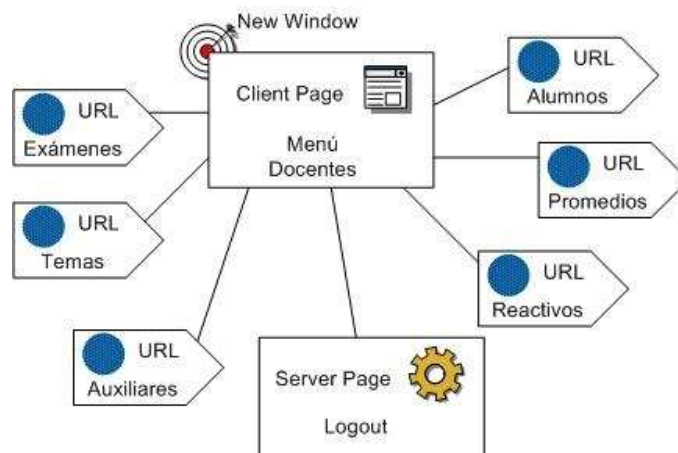 New Window
Client Page
Menú
Docentes
URL
Exámenes
URL
Temas
URL
Auxiliares
URL
Alumnos
URL
Promedios
URL
Reactivos
Server Page
Logout